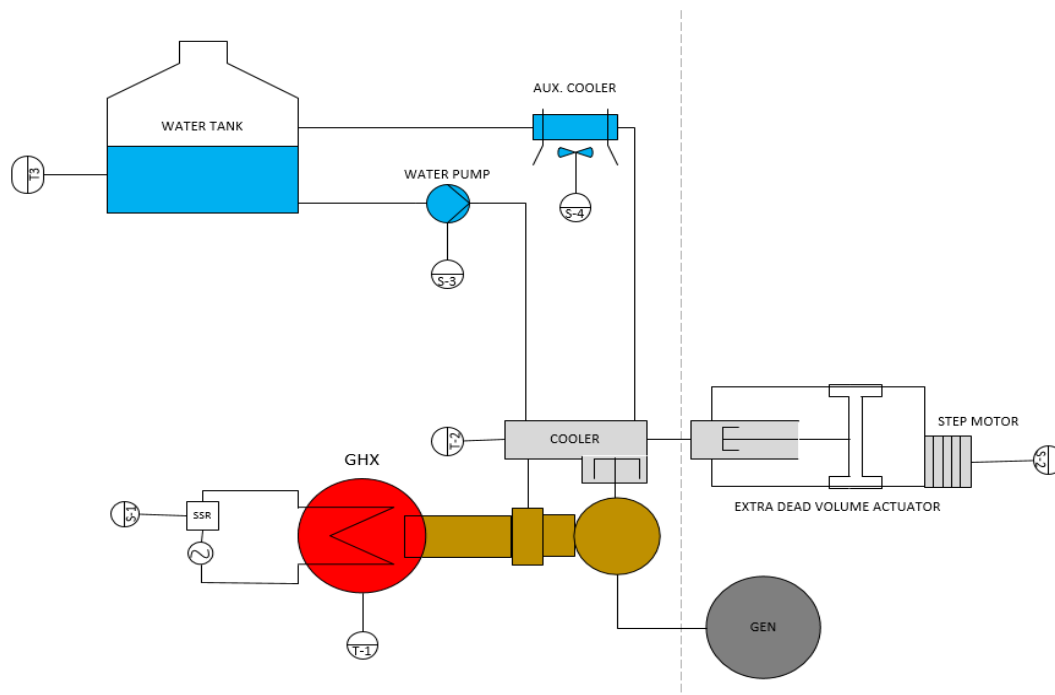 AUX. COOLER
WATER TANK
T3
WATER PUMP
S-4
S-3
STEP MOTOR
T-2
COOLER
S-2
GHX
EXTRA DEAD VOLUME ACTUATOR
S-1
SSR
GEN
T-1